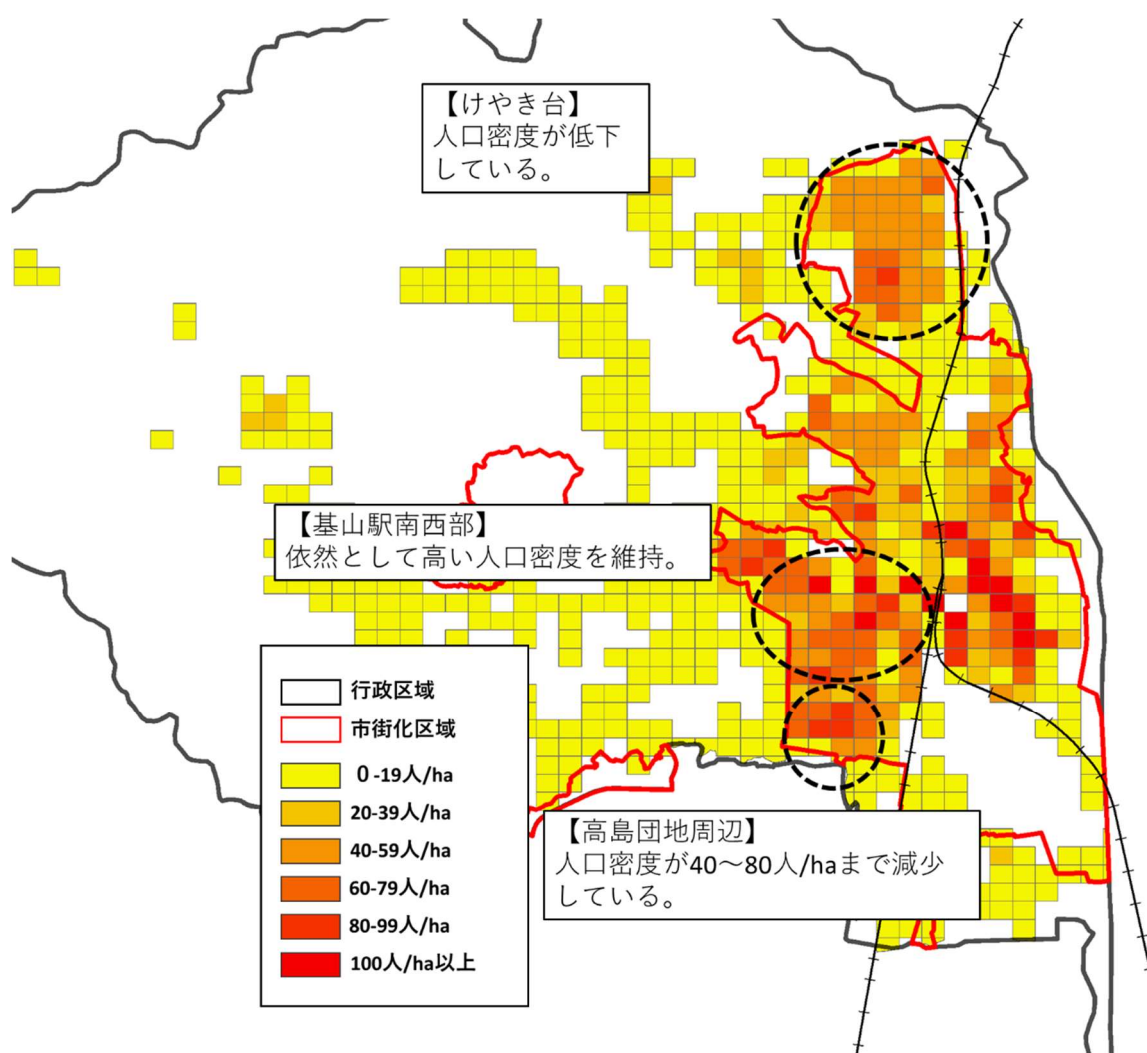 【けやき台】
人口密度が低下
している。
【基山駅南西部】
依然として高い人口密度を維持。
行政区域
市街化区域
0-19人/ha
20-39人/ha
40-59人/ha
60-79人/ha
80-99人/ha
100人/ha以上
【高島団地周辺】
人口密度が40～80人/haまで減少
している。